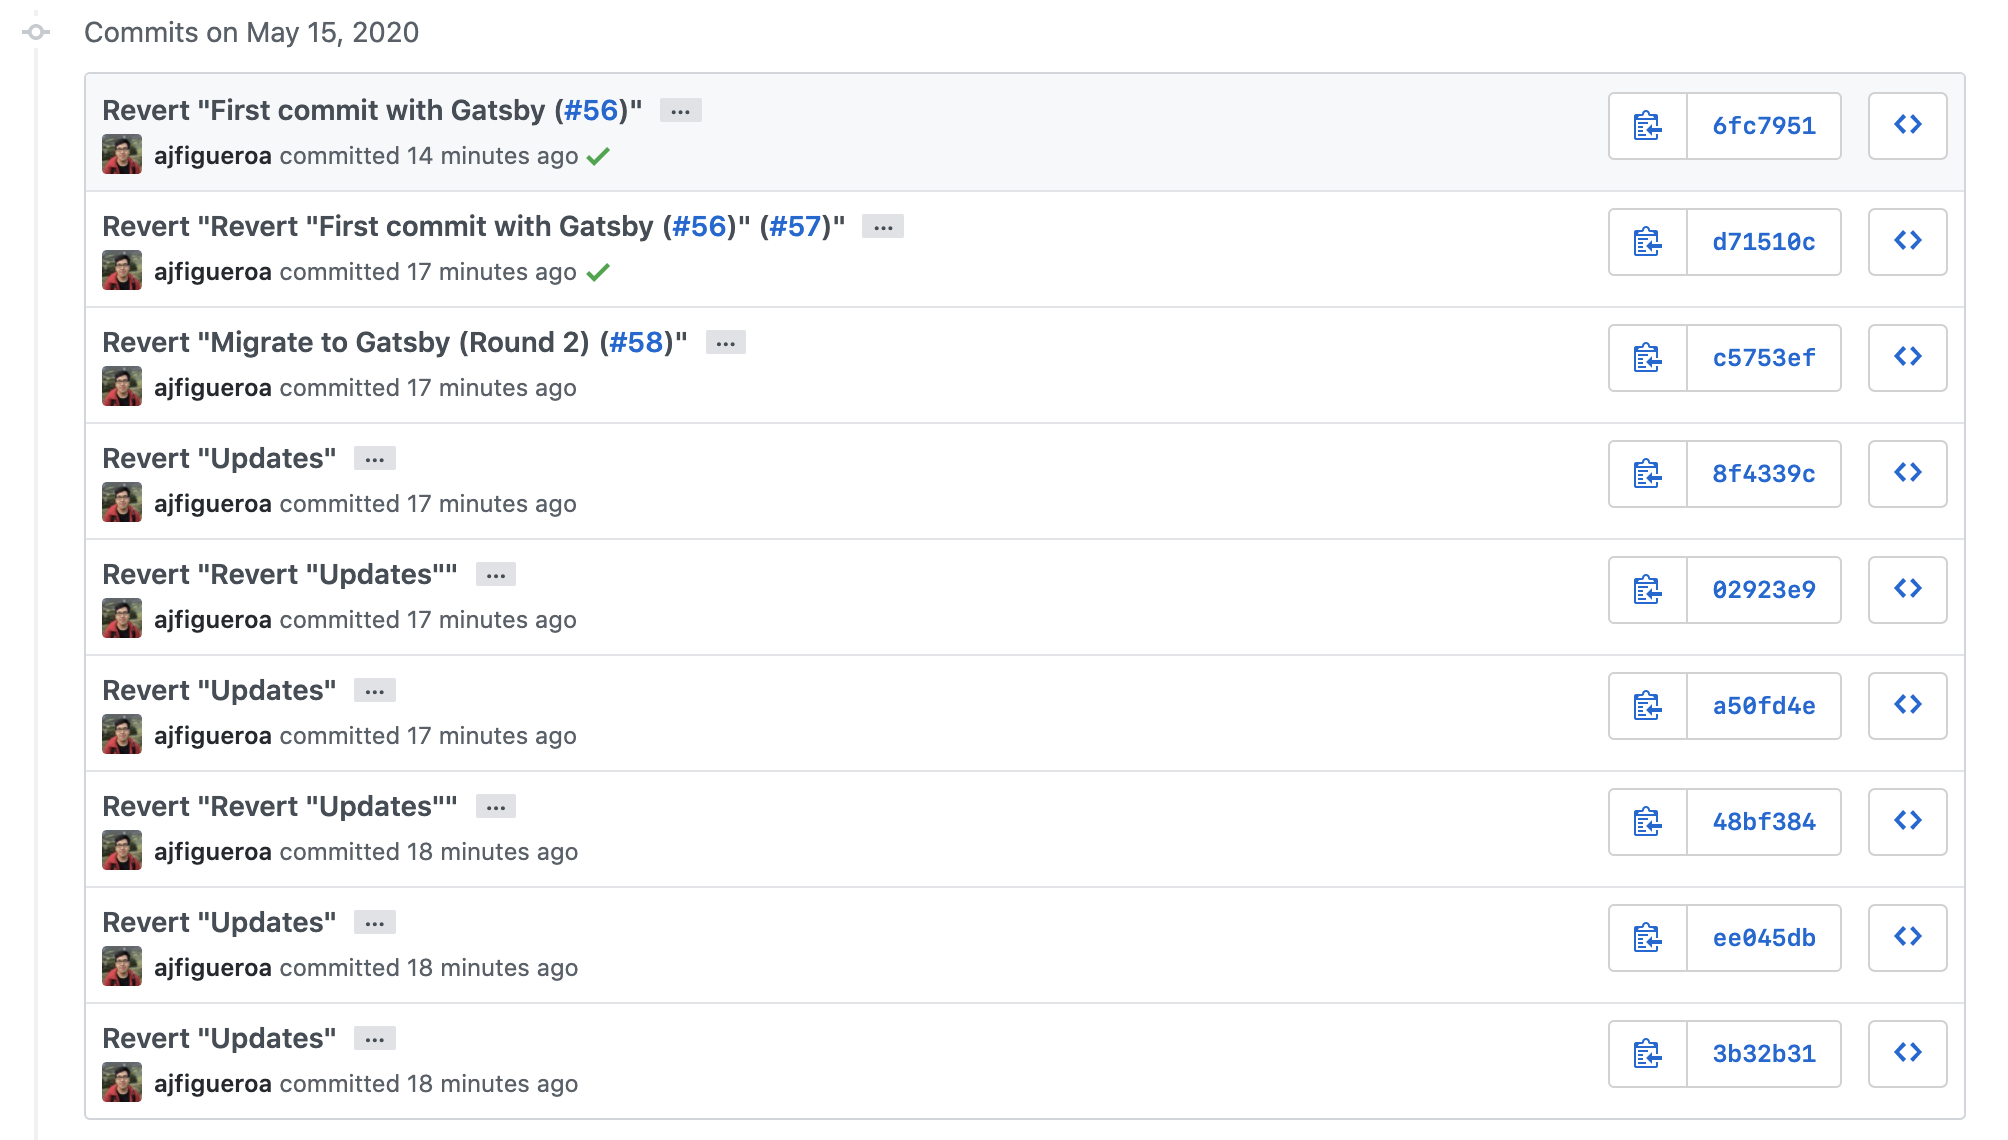 Commits on May 15, 2020
Revert "First commit with Gatsby (#56)" ...
6fc7951
ajfigueroa committed 14 minutes ago
Revert "Revert "First commit with Gatsby (#56)" (#57)" ...
d71510c
ajfigueroa committed 17 minutes ago
Revert "Migrate to Gatsby (Round 2) (#58)" ...
c5753ef
ajfigueroa committed 17 minutes ago
Revert "Updates" ...
8f4339c
ajfigueroa committed 17 minutes ago
Revert "Revert "Updates"" ...
02923e9
ajfigueroa committed 17 minutes ago
Revert "Updates" ...
a50fd4e
ajfigueroa committed 17 minutes ago
Revert "Revert "Updates"" ...
48bf384
ajfigueroa committed 18 minutes ago
Revert "Updates" ...
ee045db
ajfigueroa committed 18 minutes ago
Revert "Updates" ...
3b32b31
ajfigueroa committed 18 minutes ago